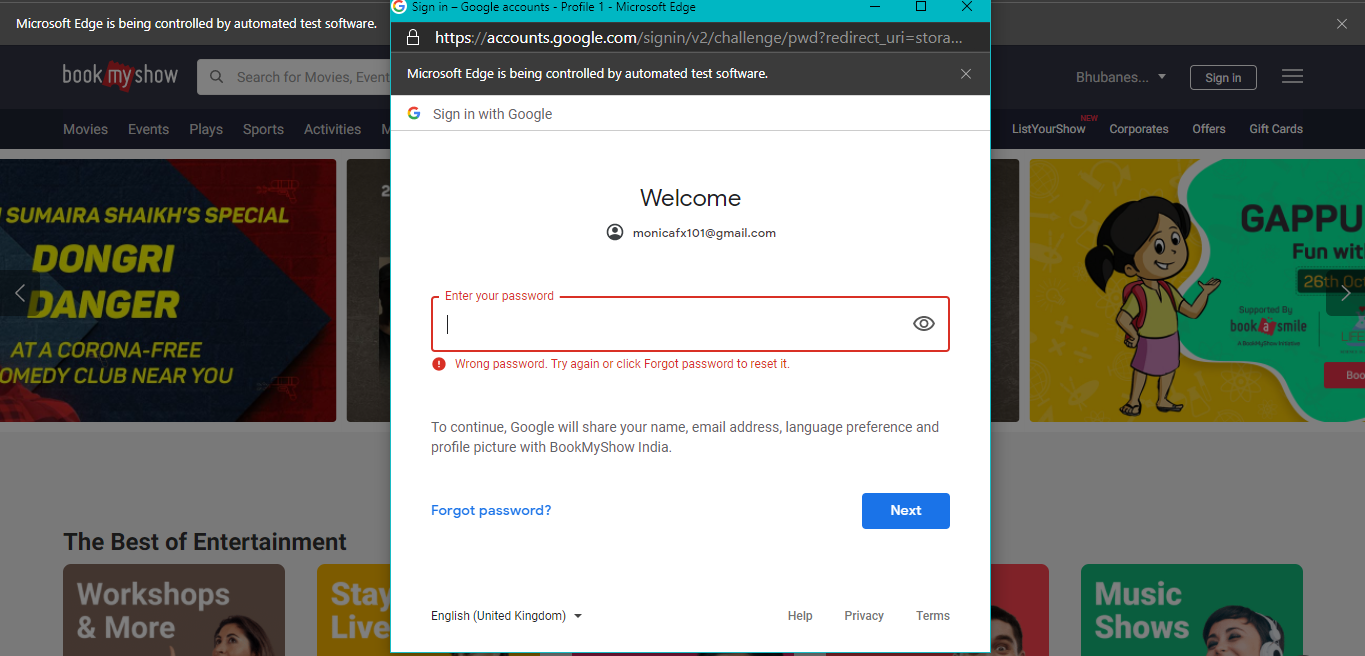 Sign in – Google accounts - Profile 1 - Microsoft Edge
Microsoft Edge is being controlled by automated test software.
https://accounts.google.com/signin/v2/challenge/pwd?redirect_uri=stora...
Microsoft Edge is being controlled by automated test software.
book my show
Search for Movies, Event
Bhubanes...
Sign in
Sign in with Google
Movies
Events
Plays
Sports
Activities
M
ListYourShow
NEW
Corporates
Offers
Gift Cards
SUMAIRA SHAIKH'S SPECIAL
DONGRI
DANGER
AT A CORONA-FREE
OMEDY CLUB NEAR YOU
2
Welcome
monicafx101@gmail.com
Enter your password
Wrong password. Try again or click Forgot password to reset it.
To continue, Google will share your name, email address, language preference and
profile picture with BookMyShow India.
Forgot password?
Next
English (United Kingdom)
Help
Privacy
Terms
GAPPU
Fun with
26th Oc
Supported By
book a smile
A BookMyShow Initiative
LIFE
Boo
The Best of Entertainment
Workshops
& More
Stay
Live
Music
Shows